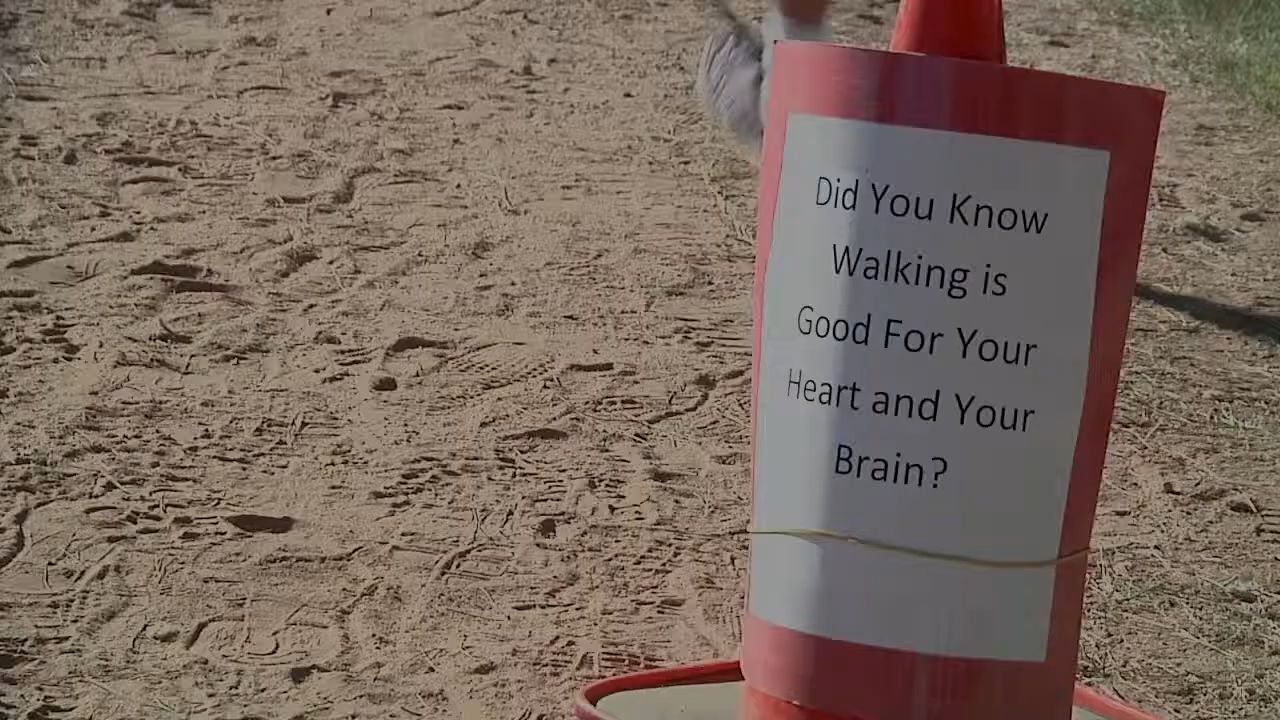 Did You Know
Walking is
Good For Your
Heart and Your
Brain?